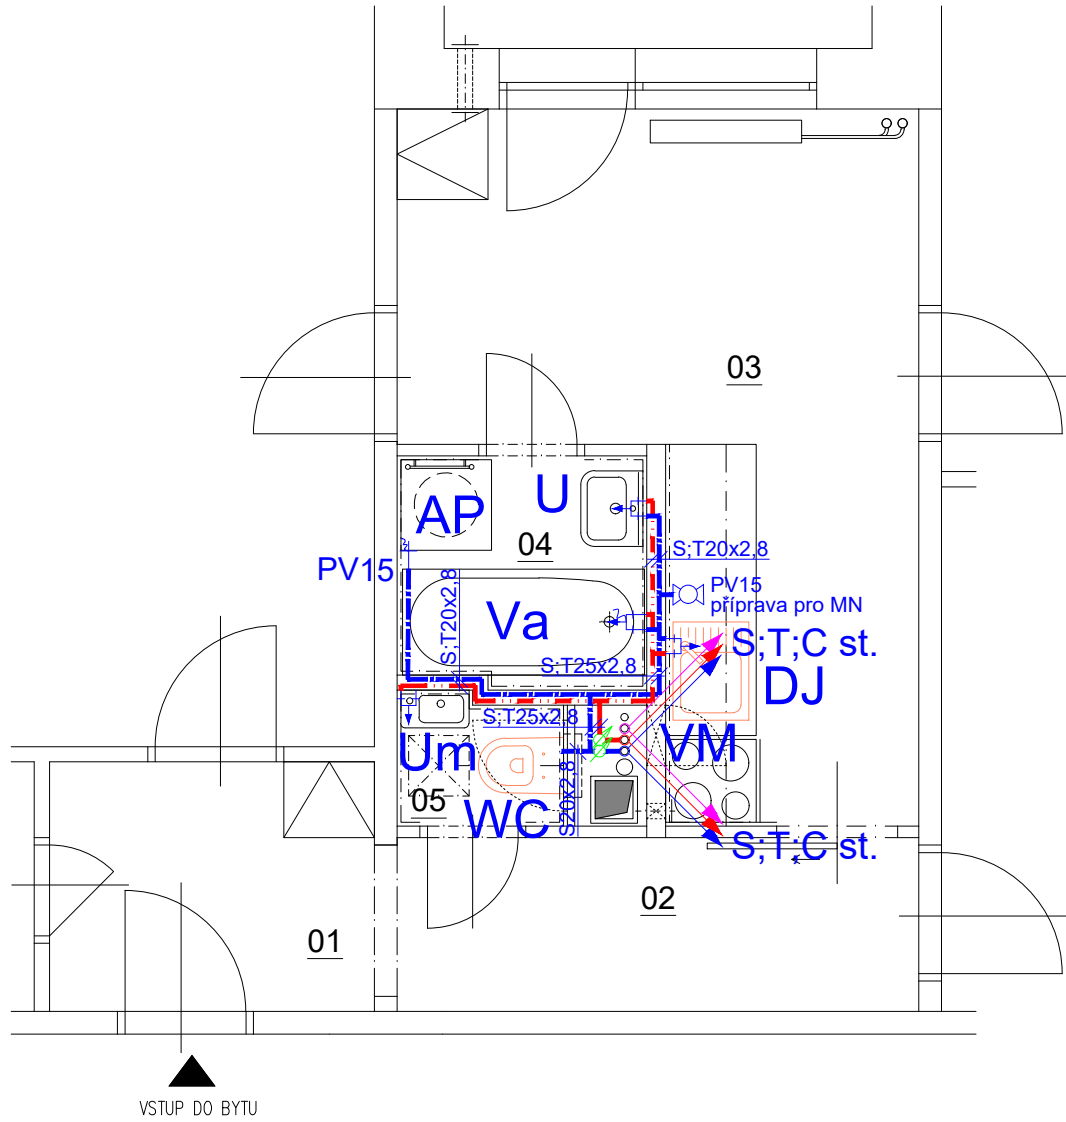 03
AP
U
04
S;T20x2,8
PV15
S;T20x2,8
PV15
příprava pro MN
Va
S;T;C st.
S;T25x2,8
DJ
S;T25x2,8
Um
VM
05
WC
S20x2,8
S;T;C st.
02
01
VSTUP DO BYTU